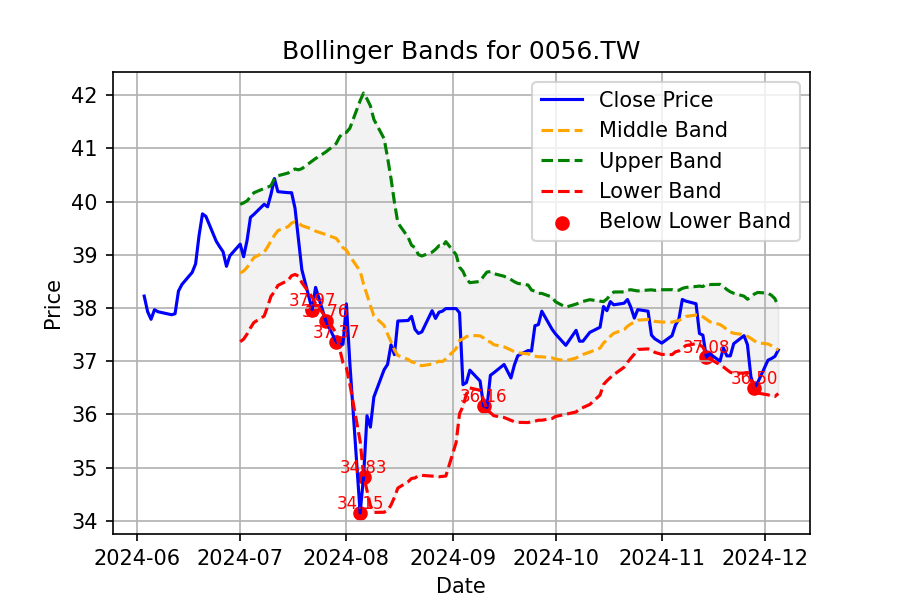 Bollinger Bands for 0056.TW
Price
42
41
40
39
38
37
36
35
34
Close Price
Middle Band
Upper Band
Lower Band
Below Lower Band
37.97
37.76
37.37
34.83
34.15
36.16
37.08
36.50
2024-06 2024-07 2024-08 2024-09 2024-10 2024-11 2024-12
Date